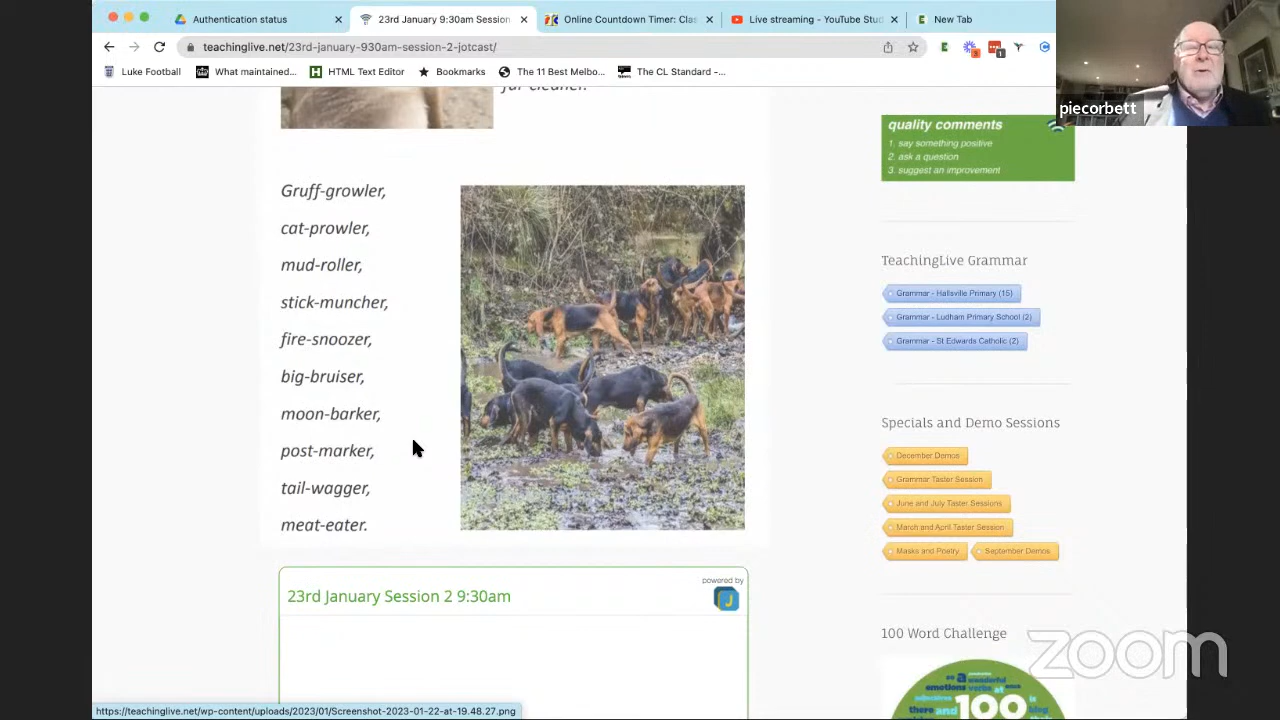 Authentication status
23rd January 9:30am Session
Online Countdown Timer: Clas
Live streaming - YouTube Stud
New Tab
teachinglive.net/23rd-january-930am-session-2-jotcast/
Luke Football
What maintained...
HTML Text Editor
Bookmarks
The 11 Best Melbo...
The CL Standard -...
piecorbett
fur cleaner.
Gruff-growler,
cat-prowler,
mud-roller,
stick-muncher,
fire-snoozer,
big-bruiser,
moon-barker,
post-marker,
tail-wagger,
meat-eater.
23rd January Session 2 9:30am
powered by
J
quality comments
1. say something positive
2. ask a question
3. suggest an improvement
TeachingLive Grammar
Grammar - Hallsville Primary (15)
Grammar - Ludham Primary School (2)
Grammar - St Edwards Catholic (2)
Specials and Demo Sessions
December Demos
Grammar Taster Session
June and July Taster Sessions
March and April Taster Session
Masks and Poetry
September Demos
100 Word Challenge
emotions verbs at
100
zoom
https://teachinglive.net/wp-content/uploads/2023/01/Screenshot-2023-01-22-at-19.48.27.png